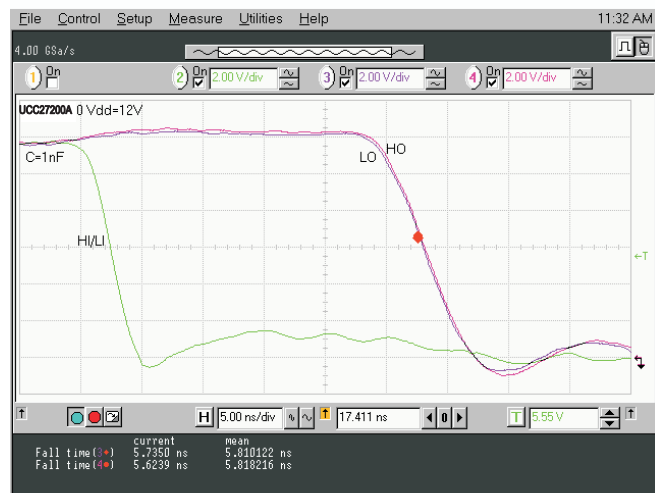 File Control Setup Measure Utilities Help 11:32 AM
4.00 GSa/s
1 On 2 On 2.00 V/div 3 On 2.00 V/div 4 On 2.00 V/div
UCC27200A 0 Vdd=12V
C=1nF
LO HO
HI/LI
←T
H 5.00 ns/div 17.411 ns 0 T 5.55 V
current mean
Fall time(3♦) 5.7350 ns 5.810122 ns
Fall time(4●) 5.6239 ns 5.818216 ns